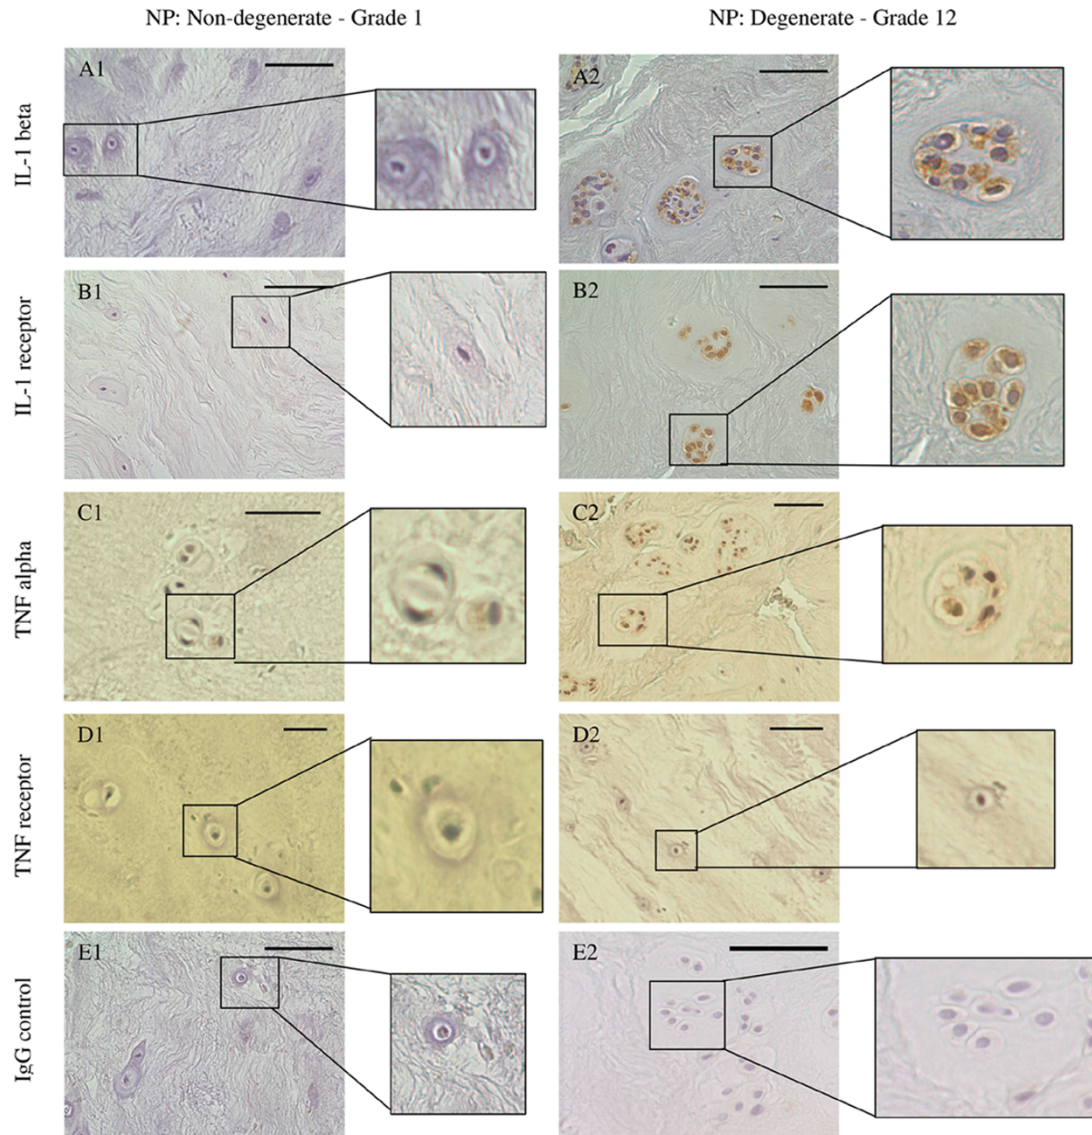 NP: Non-degenerate - Grade 1
NP: Degenerate - Grade 12
IL-1 beta
A1
A2
IL-1 receptor
B1
B2
TNF alpha
C1
C2
TNF receptor
D1
D2
IgG control
E1
E2